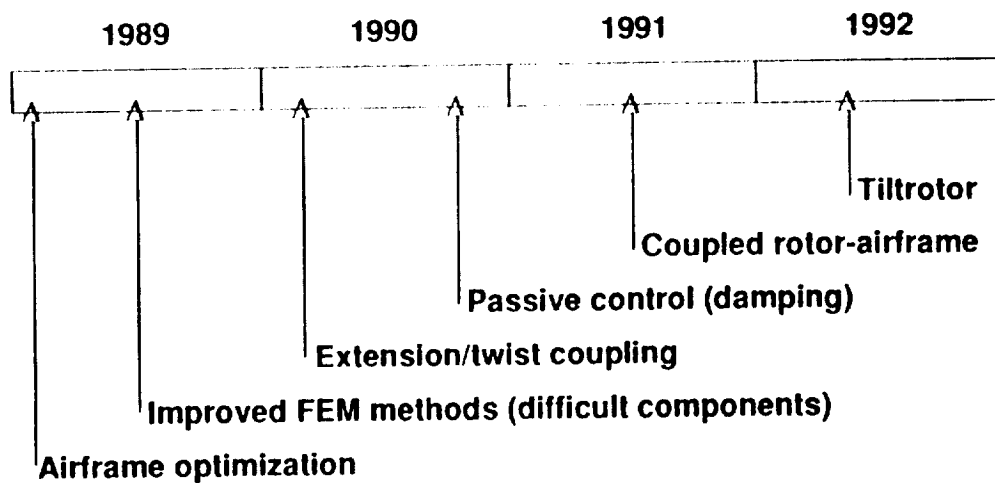 1989 1990 1991 1992
Tiltrotor
Coupled rotor-airframe
Passive control (damping)
Extension/twist coupling
Improved FEM methods (difficult components)
Airframe optimization